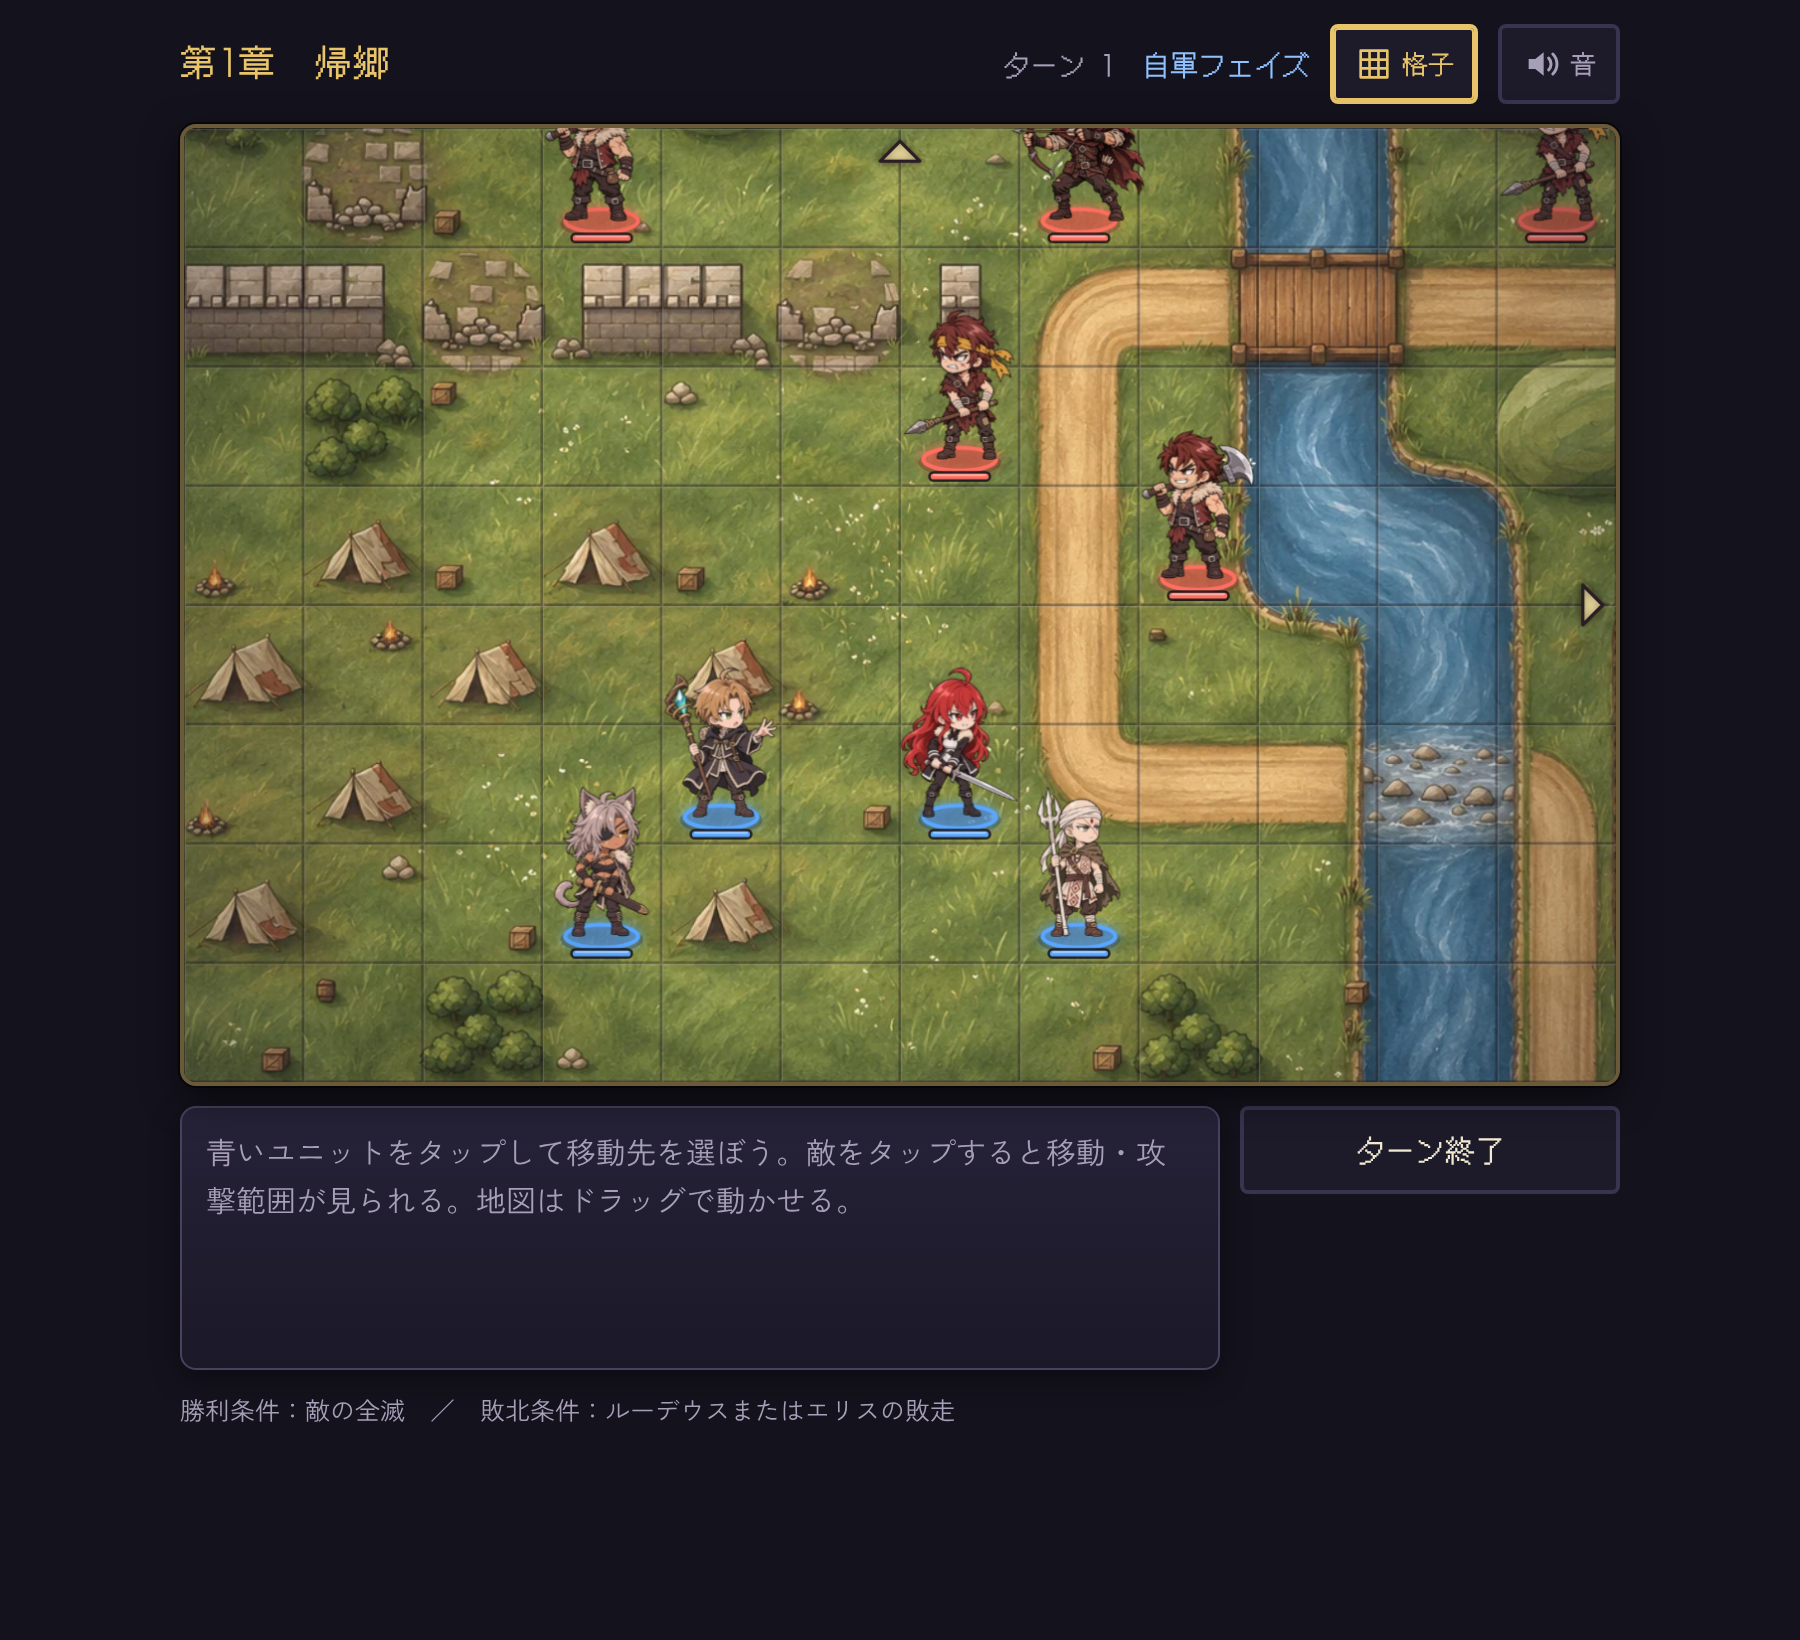 第1章　帰郷
ターン 1　自軍フェイズ　格子　音
青いユニットをタップして移動先を選ぼう。敵をタップすると移動・攻
撃範囲が見られる。地図はドラッグで動かせる。
ターン終了
勝利条件：敵の全滅　／　敗北条件：ルーデウスまたはエリスの敗走